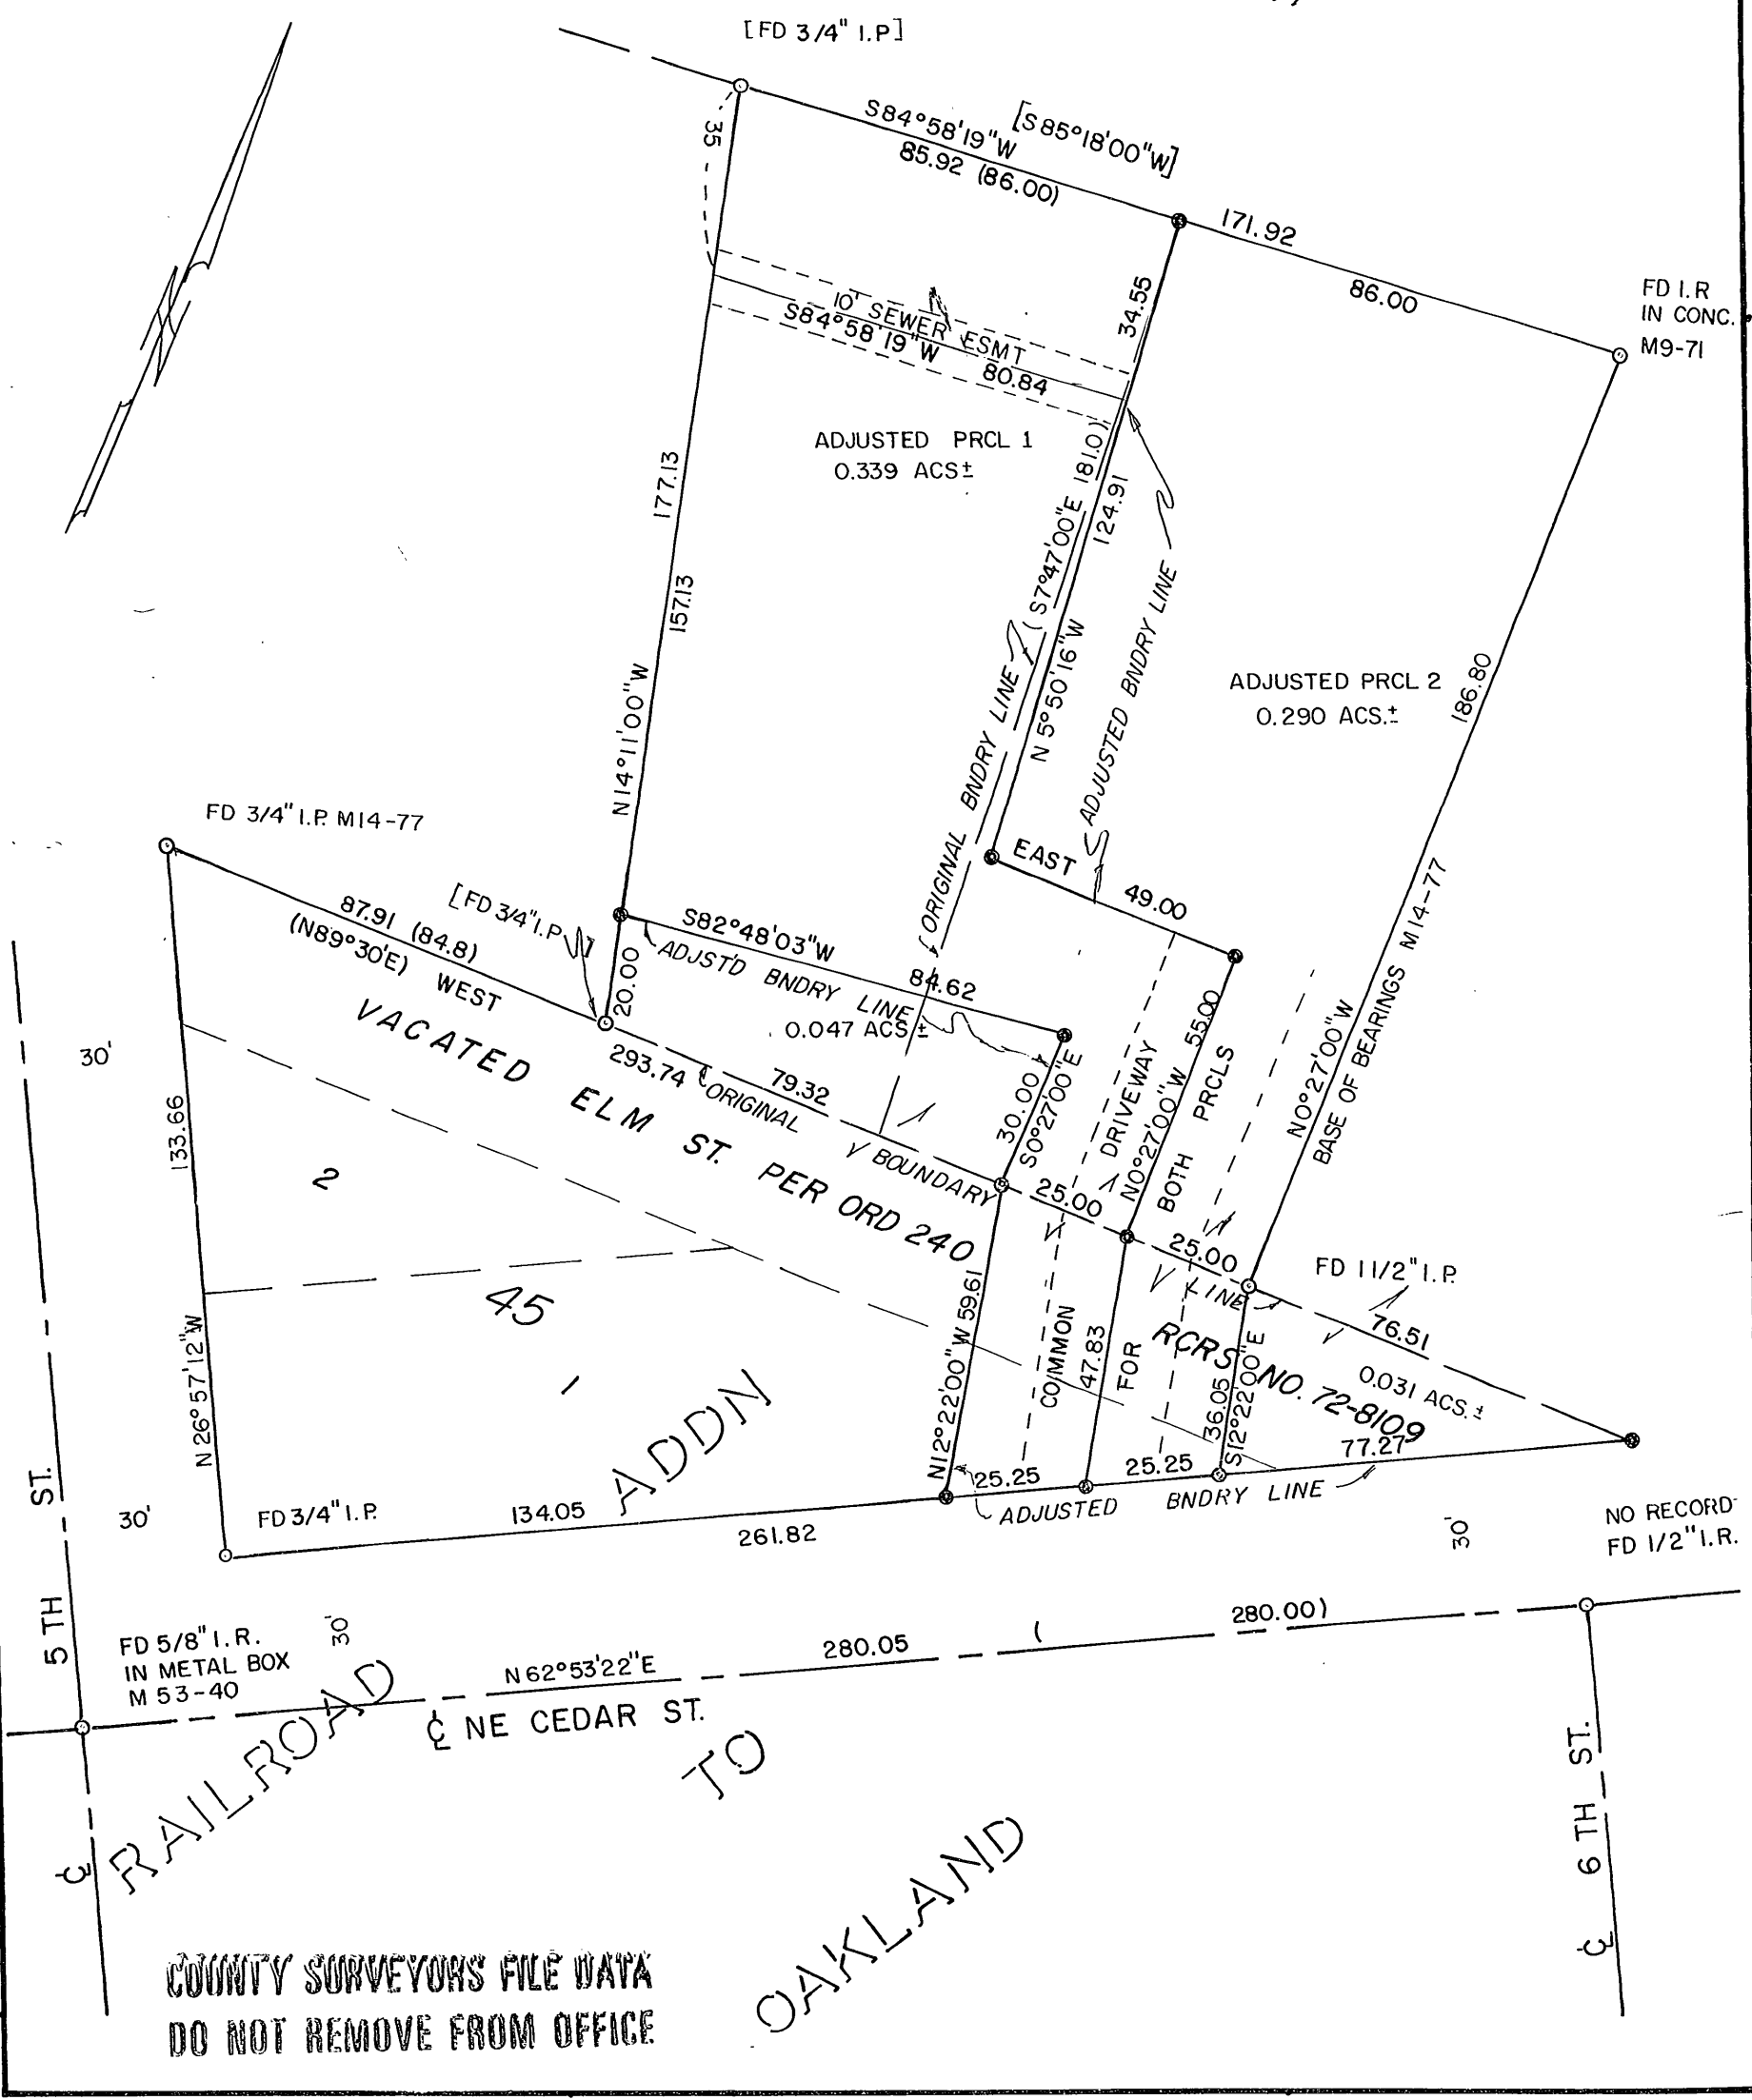 [FD 3/4" I.P]
S84°58'19"W
[S85°18'00"W]
85.92 (86.00)
171.92
86.00
FD I.R
IN CONC.
M9-71
35
34.55
10' SEWER ESMT
S84°58'19"W
80.84
ADJUSTED PRCL 1
0.339 ACS±
177.13
157.13
N14°11'00"W
ORIGINAL BNDRY LINE
(S7°47'00"E 181.0)
124.91
N 5°50'16"W
ADJUSTED BNDRY LINE
ADJUSTED PRCL 2
0.290 ACS.±
186.80
N0°27'00"W
BASE OF BEARINGS M14-77
FD 3/4" I.P. M14-77
87.91 (84.8)
(N89°30'E) WEST
[FD 3/4" I.P.]
20.00
S82°48'03"W
84.62
ADJST'D BNDRY LINE
0.047 ACS.±
EAST
49.00
VACATED ELM ST. PER ORD 240
RCRS NO. 72-8109
293.74
79.32
ORIGINAL BOUNDARY LINE
30.00
S0°27'00"E
N0°27'00"W 55.00
COMMON DRIVEWAY
FOR BOTH PRCLS
25.00
25.00
FD 1 1/2" I.P.
76.51
0.031 ACS.±
77.27
30'
133.66
N 26°57'12"W
2
45
1
N12°22'00"W 59.61
47.83
36.05
S12°22'00"E
25.25
25.25
ADJUSTED BNDRY LINE
30'
FD 3/4" I.P.
134.05
261.82
ADDN
30'
NO RECORD
FD 1/2" I.R.
5 TH ST.
FD 5/8" I.R.
IN METAL BOX
M 53-40
30'
N 62°53'22"E
280.05
(
280.00)
℄ NE CEDAR ST.
RAILROAD
TO
OAKLAND
℄
6 TH ST.
℄
COUNTY SURVEYORS FILE DATA
DO NOT REMOVE FROM OFFICE